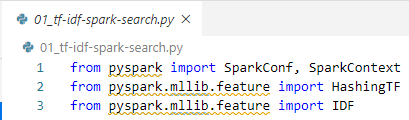 01_tf-idf-spark-search.py
01_tf-idf-spark-search.py
1 from pyspark import SparkConf, SparkContext
2 from pyspark.mllib.feature import HashingTF
3 from pyspark.mllib.feature import IDF